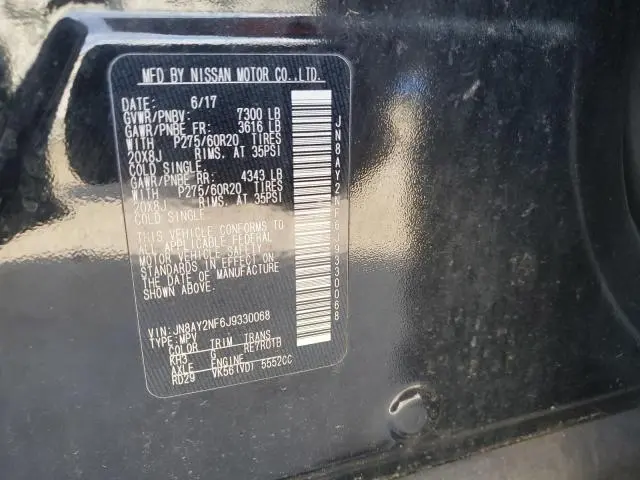 MFD BY NISSAN MOTOR CO.,LTD.
DATE: 6/17
GVWR/PNBV: 7300 LB
GAWR/PNBE FR: 3616 LB
WITH P275/60R20 TIRES
20X8J RIMS. AT 35PSI
COLD SINGLE
GAWR/PNBE RR: 4343 LB
WITH P275/60R20 TIRES
20X8J RIMS. AT 35PSI
COLD SINGLE
THIS VEHICLE CONFORMS TO
ALL APPLICABLE FEDERAL
MOTOR VEHICLE SAFETY
STANDARDS IN EFFECT ON
THE DATE OF MANUFACTURE
SHOWN ABOVE.
VIN: JN8AY2NF6J9330068
TYPE: MPV
COLOR TRIM TRANS
KH3 G RE7R01B
AXLE ENGINE
RD29 VK56(VD) 5552CC
JN8AY2NF6J9330068